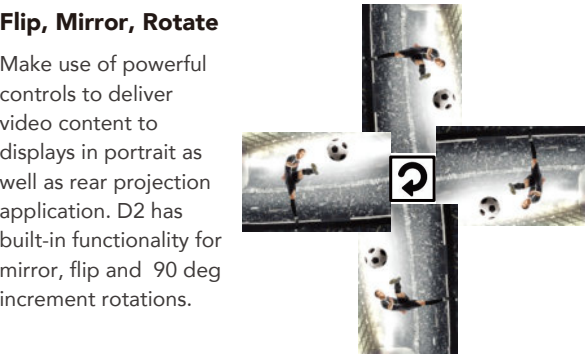 Flip, Mirror, Rotate
Make use of powerful
controls to deliver
video content to
displays in portrait as
well as rear projection
application. D2 has
built-in functionality for
mirror, flip and  90 deg
increment rotations.